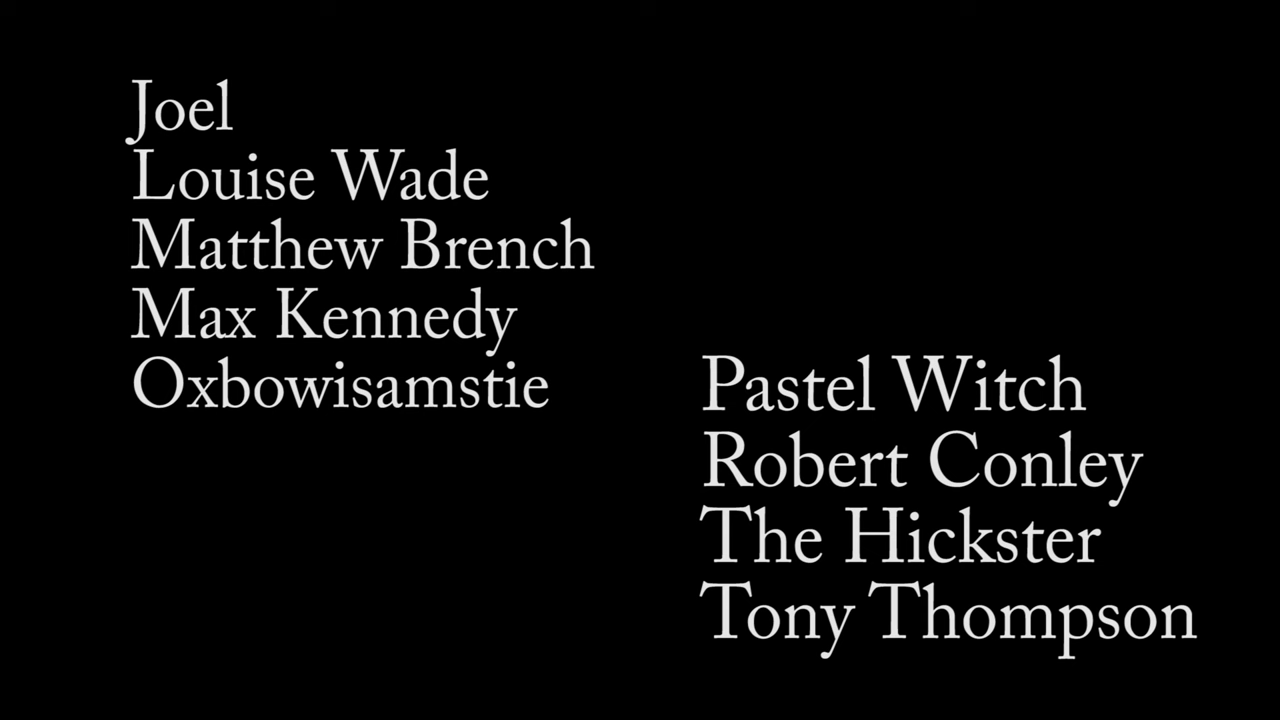 Joel
Louise Wade
Matthew Brench
Max Kennedy
Oxbowisamstie
Pastel Witch
Robert Conley
The Hickster
Tony Thompson